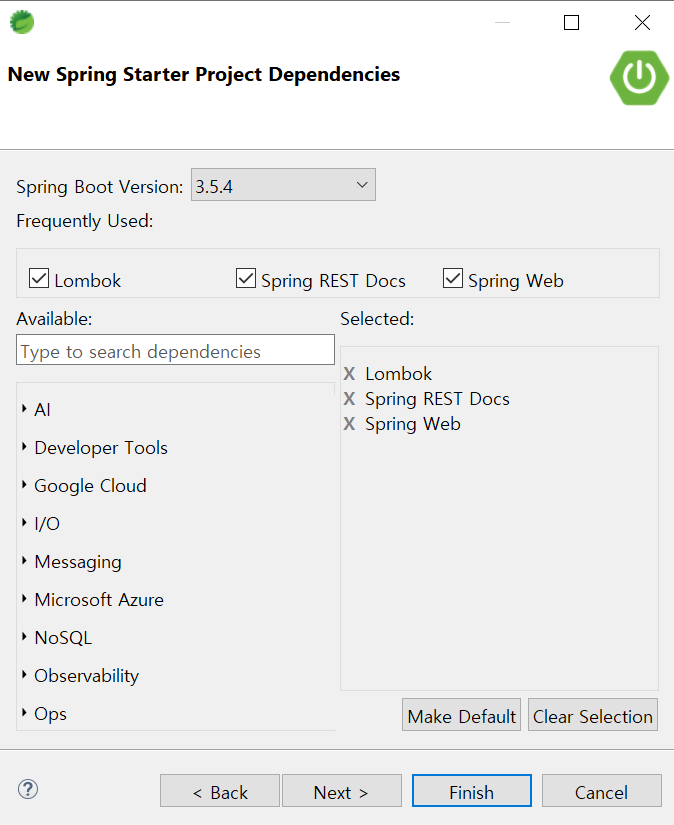 New Spring Starter Project Dependencies
Spring Boot Version: 3.5.4
Frequently Used:
Lombok Spring REST Docs Spring Web
Available: Selected:
Type to search dependencies
X Lombok
X Spring REST Docs
X Spring Web
AI
Developer Tools
Google Cloud
I/O
Messaging
Microsoft Azure
NoSQL
Observability
Ops
Make Default Clear Selection
? < Back Next > Finish Cancel